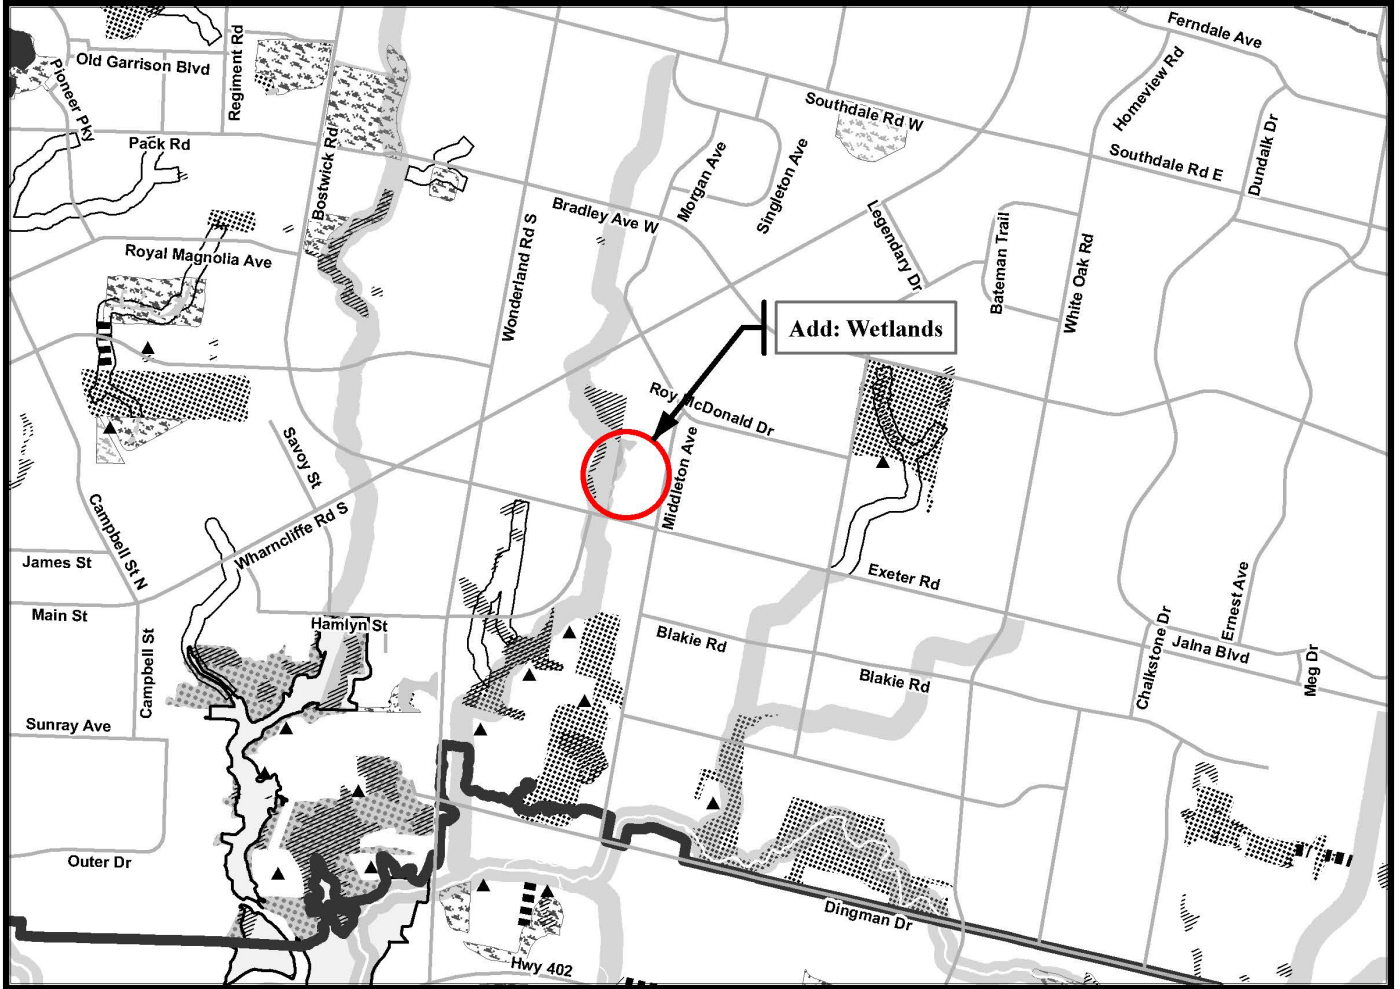 Ferndale Ave
Old Garrison Blvd
Regiment Rd
Pioneer Pky
Homeview Rd
Southdale Rd W
Pack Rd
Bostwick Rd
Morgan Ave
Singleton Ave
Southdale Rd E
Dundalk Dr
Bradley Ave W
Legendary Dr
Bateman Trail
White Oak Rd
Royal Magnolia Ave
Wonderland Rd S
Add: Wetlands
Roy McDonald Dr
Savoy St
Middleton Ave
Campbell St N
Wharncliffe Rd S
James St
Exeter Rd
Main St
Hamlyn St
Blakie Rd
Ernest Ave
Chalkstone Dr
Jalna Blvd
Campbell St
Blakie Rd
Meg Dr
Sunray Ave
Outer Dr
Dingman Dr
Hwy 402